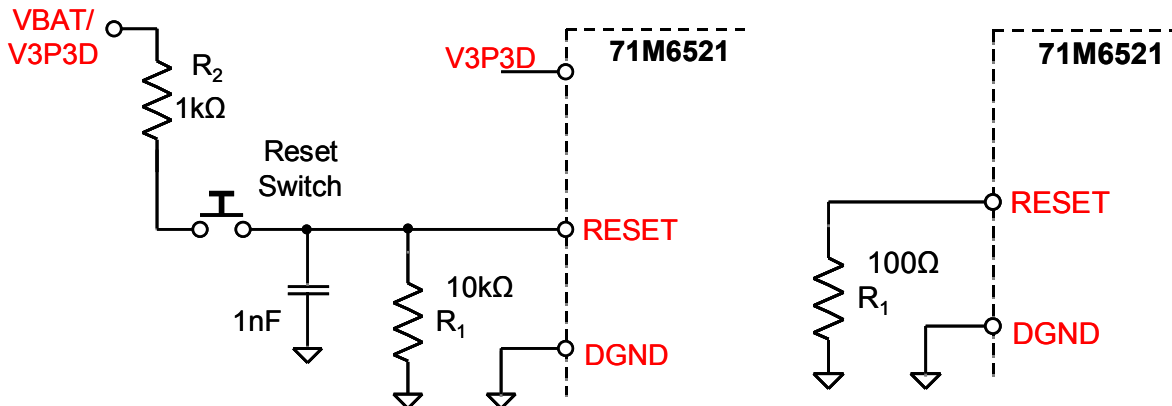 VBAT/
V3P3D
R2
1kΩ
Reset
Switch
1nF
10kΩ
R1
V3P3D
71M6521
RESET
DGND
71M6521
RESET
100Ω
R1
DGND